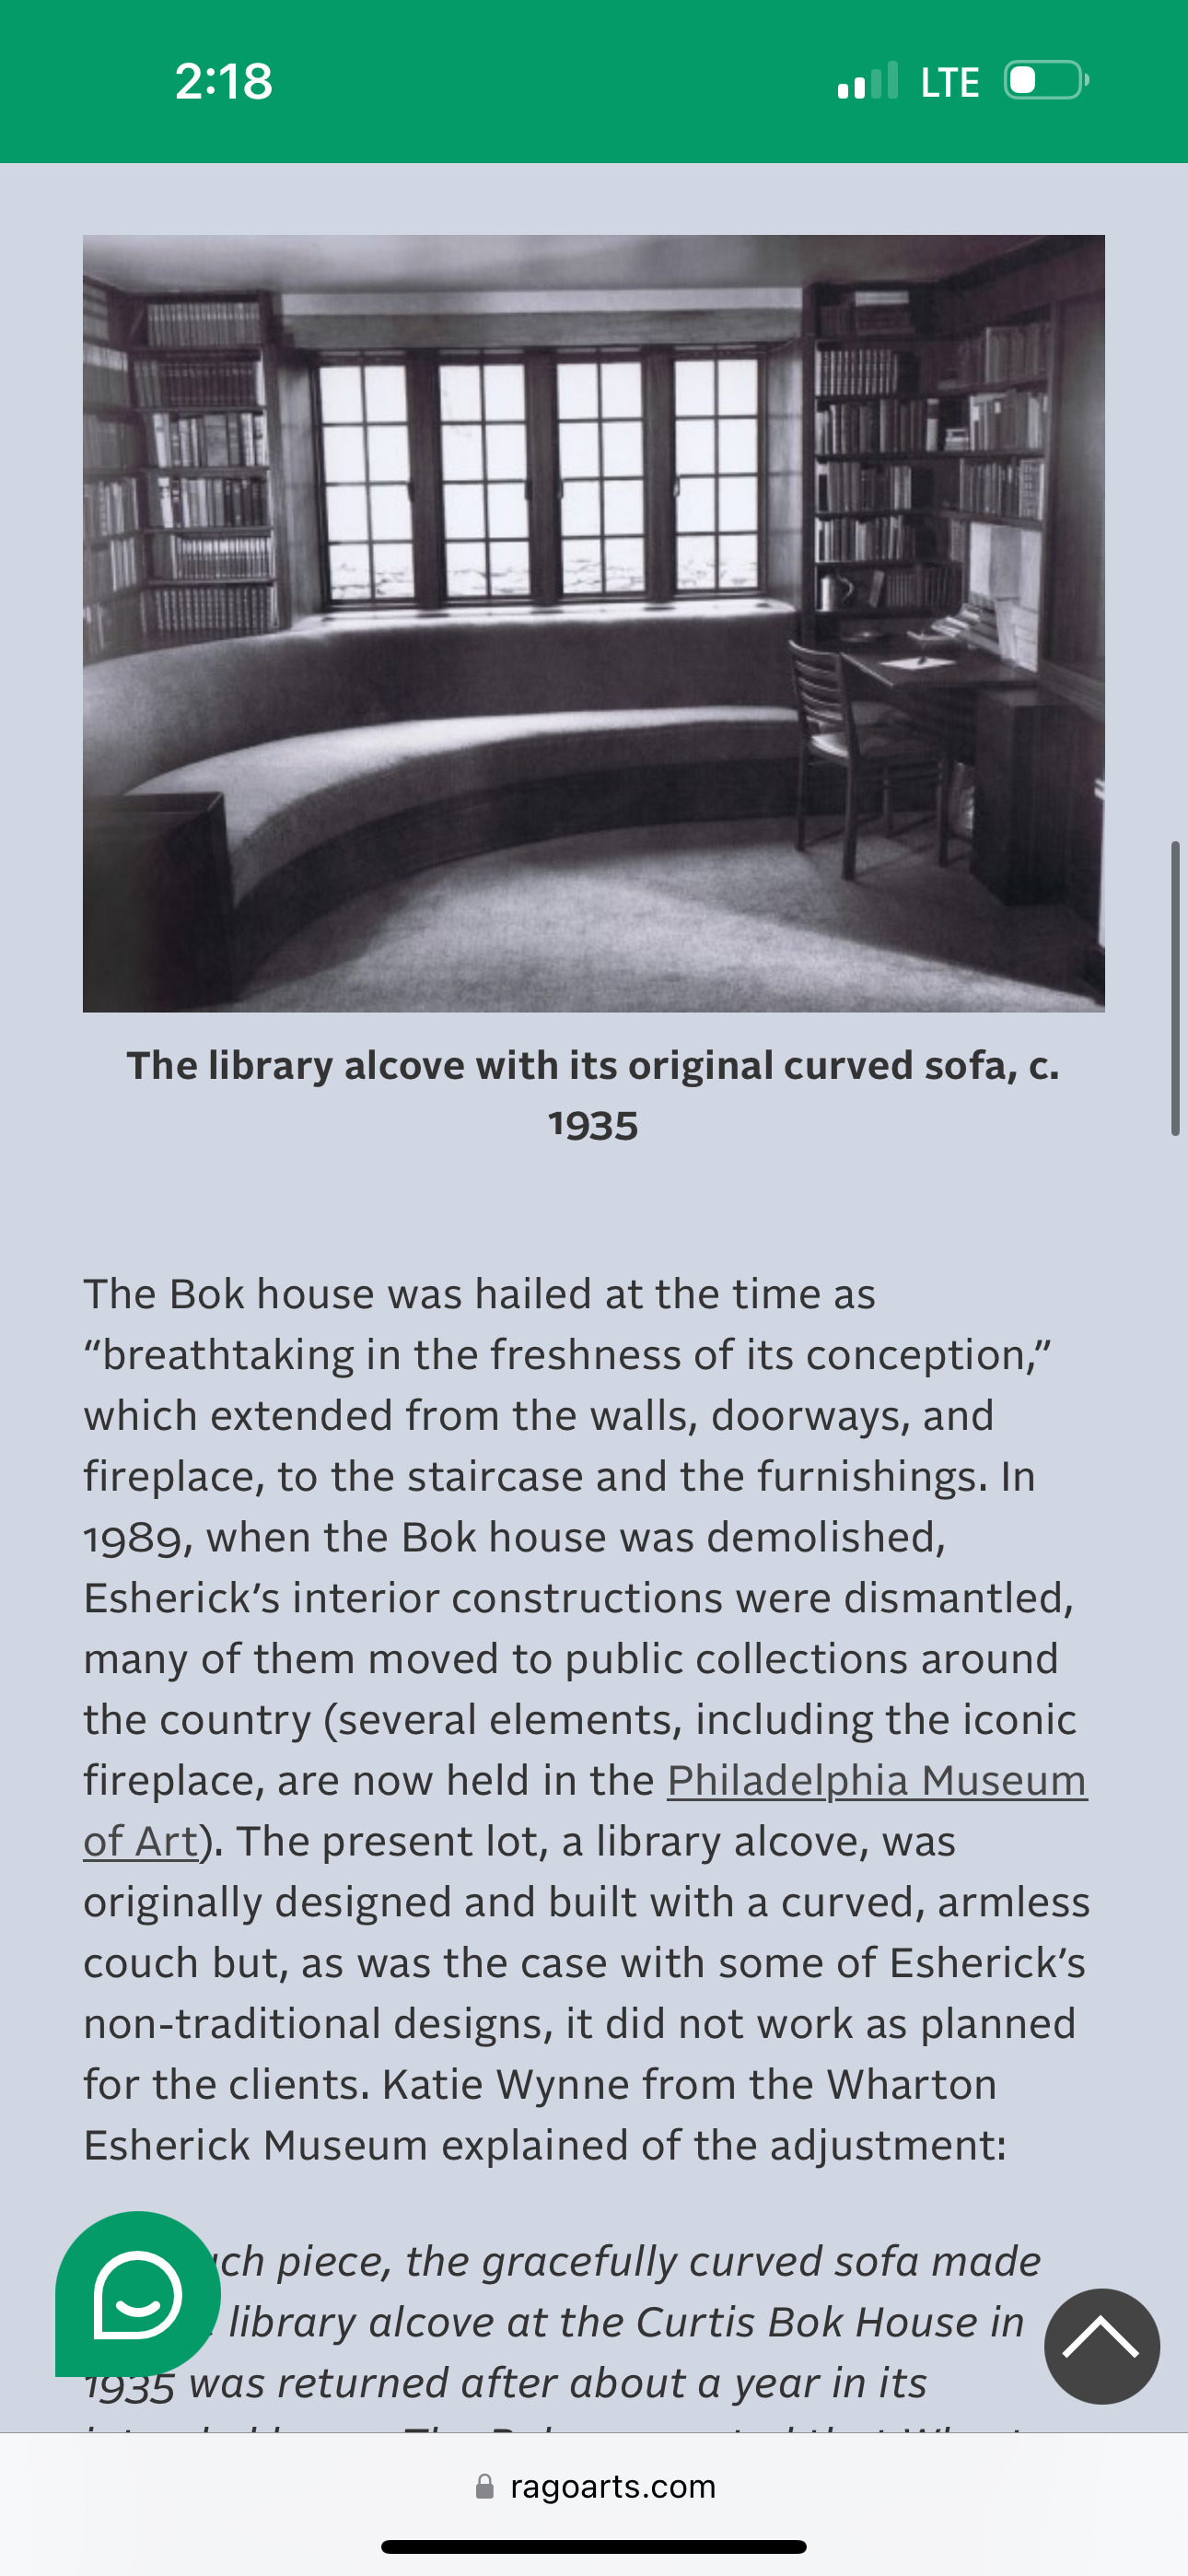 2:18
LTE
The library alcove with its original curved sofa, c.
1935
The Bok house was hailed at the time as
“breathtaking in the freshness of its conception,”
which extended from the walls, doorways, and
fireplace, to the staircase and the furnishings. In
1989, when the Bok house was demolished,
Esherick’s interior constructions were dismantled,
many of them moved to public collections around
the country (several elements, including the iconic
fireplace, are now held in the Philadelphia Museum
of Art). The present lot, a library alcove, was
originally designed and built with a curved, armless
couch but, as was the case with some of Esherick’s
non-traditional designs, it did not work as planned
for the clients. Katie Wynne from the Wharton
Esherick Museum explained of the adjustment:
piece, the gracefully curved sofa made
library alcove at the Curtis Bok House in
1935 was returned after about a year in its
ragoarts.com